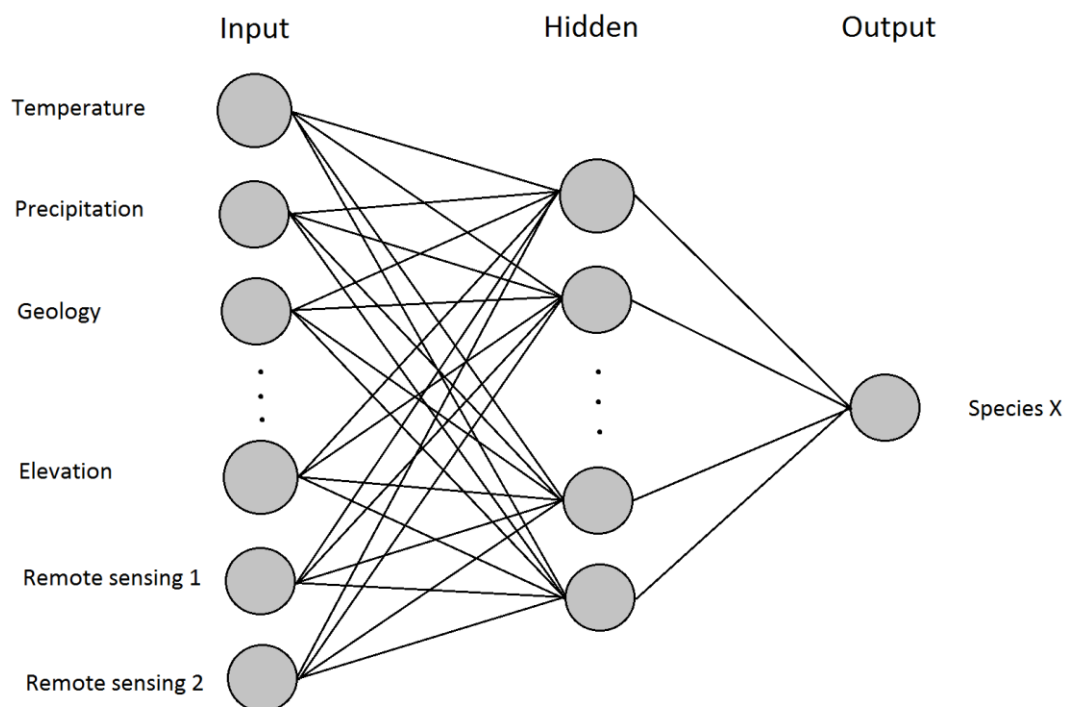 Input
Hidden
Output
Temperature
Precipitation
Geology
Elevation
Species X
Remote sensing 1
Remote sensing 2